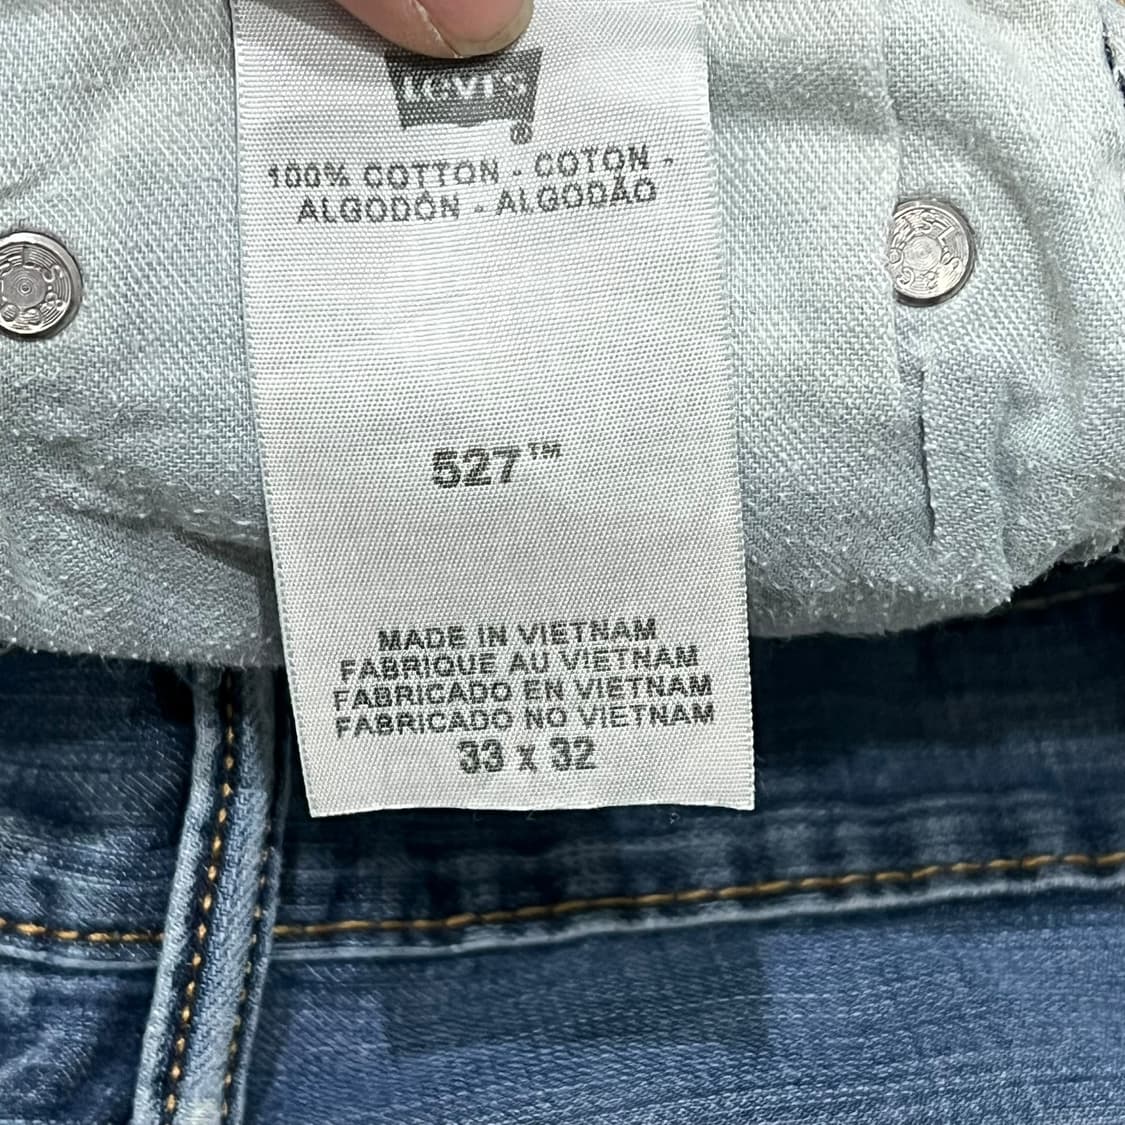 LEVI'S
®
100% COTTON - COTON -
ALGODÓN - ALGODÃO
527™
MADE IN VIETNAM
FABRIQUE AU VIETNAM
FABRICADO EN VIETNAM
FABRICADO NO VIETNAM
33 x 32